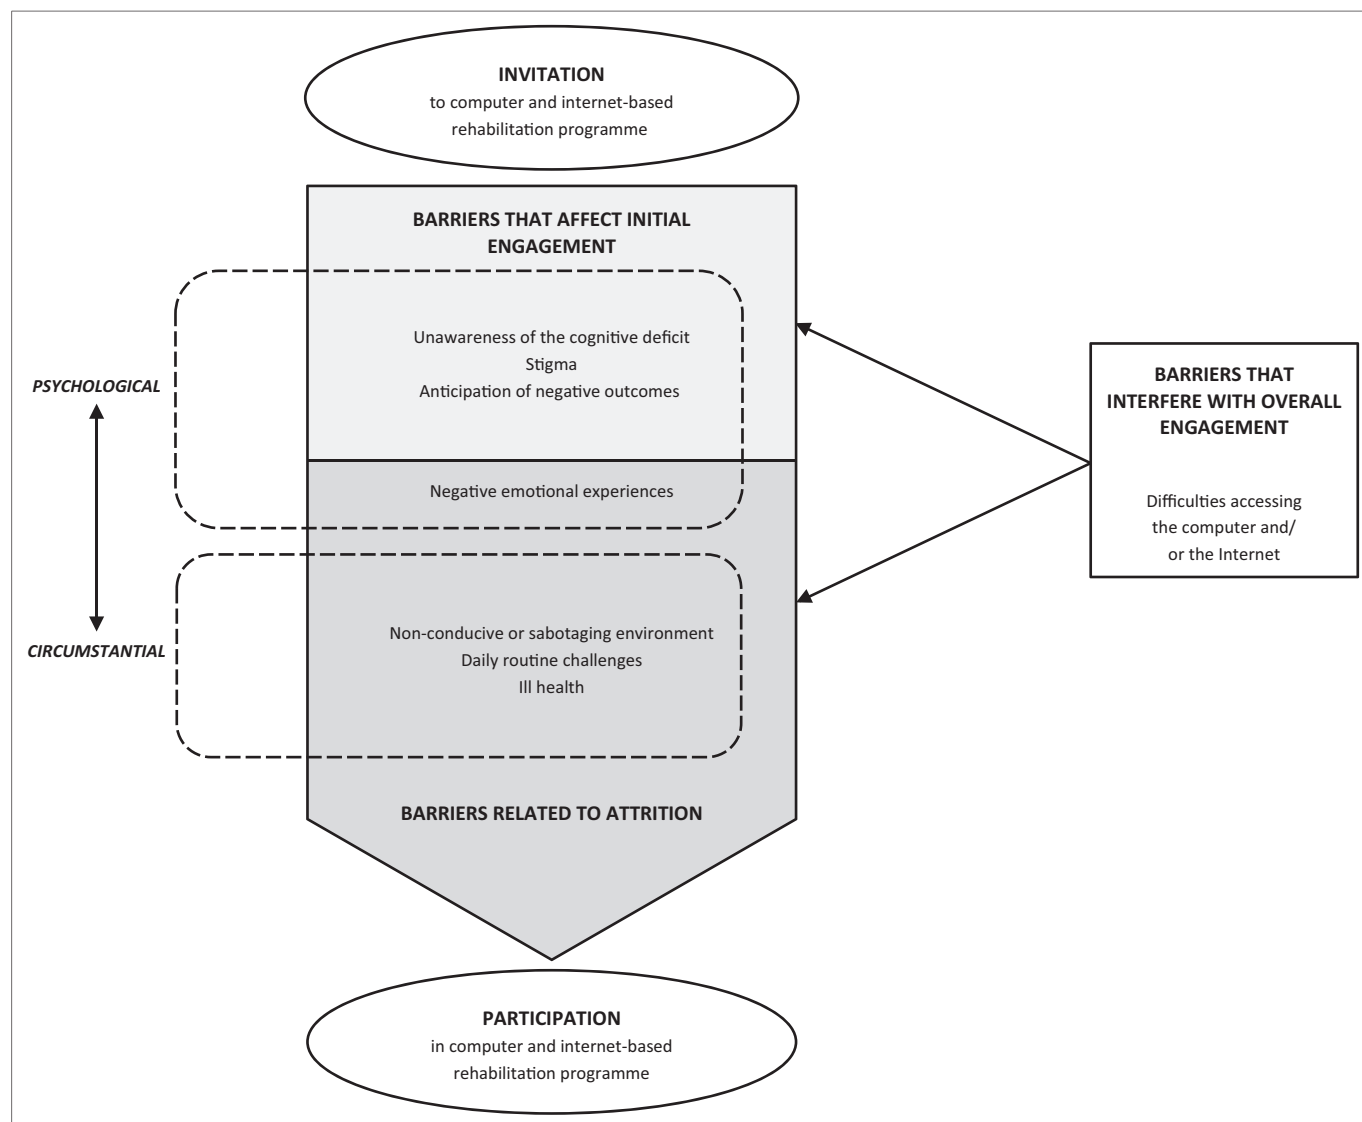 INVITATION
to computer and internet-based
rehabilitation programme
BARRIERS THAT AFFECT INITIAL
ENGAGEMENT
Unawareness of the cognitive deficit
Stigma
Anticipation of negative outcomes
PSYCHOLOGICAL
Negative emotional experiences
CIRCUMSTANTIAL
Non-conducive or sabotaging environment
Daily routine challenges
Ill health
BARRIERS RELATED TO ATTRITION
BARRIERS THAT
INTERFERE WITH OVERALL
ENGAGEMENT
Difficulties accessing
the computer and/
or the Internet
PARTICIPATION
in computer and internet-based
rehabilitation programme